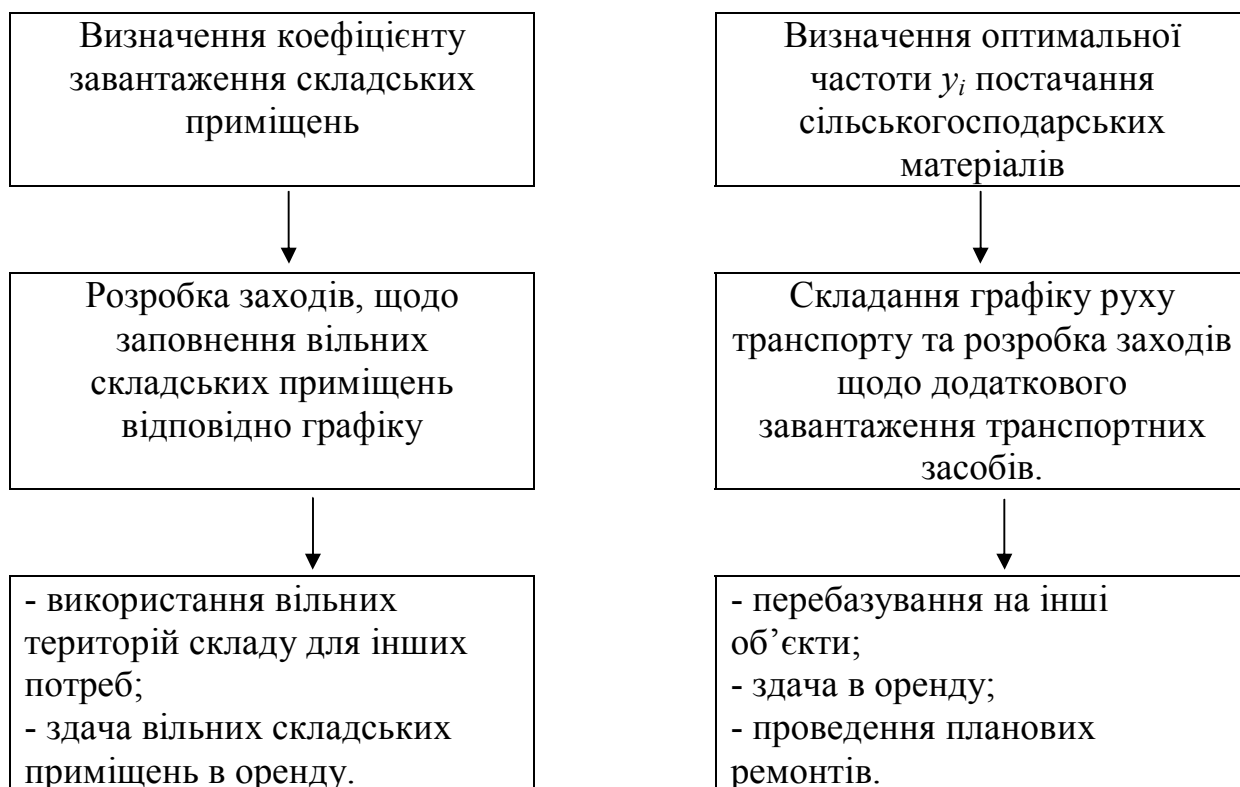 Визначення коефіцієнту
завантаження складських
приміщень
Розробка заходів, щодо
заповнення вільних
складських приміщень
відповідно графіку
- використання вільних
територій складу для інших
потреб;
- здача вільних складських
приміщень в оренду.
Визначення оптимальної
частоти yi постачання
сільськогосподарських
матеріалів
Складання графіку руху
транспорту та розробка заходів
щодо додаткового
завантаження транспортних
засобів.
- перебазування на інші
об’єкти;
- здача в оренду;
- проведення планових
ремонтів.